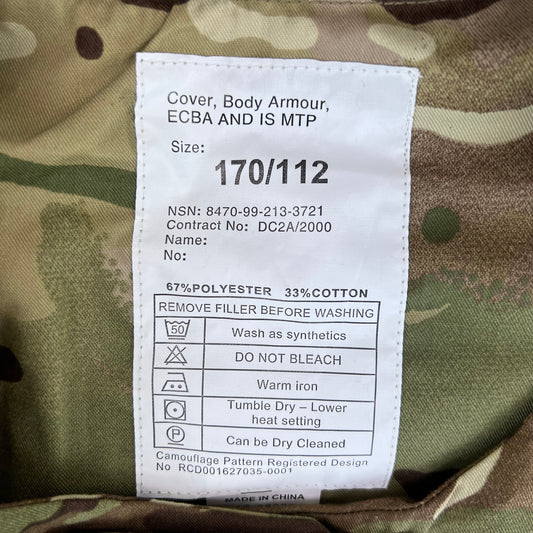 Cover, Body Armour,
ECBA AND IS MTP
Size:
170/112
NSN: 8470-99-213-3721
Contract No: DC2A/2000
Name:
No:
67%POLYESTER 33%COTTON
REMOVE FILLER BEFORE WASHING
50 Wash as synthetics
DO NOT BLEACH
Warm iron
Tumble Dry – Lower
heat setting
P Can be Dry Cleaned
Camouflage Pattern Registered Design
No RCD001627035-0001
MADE IN CHINA